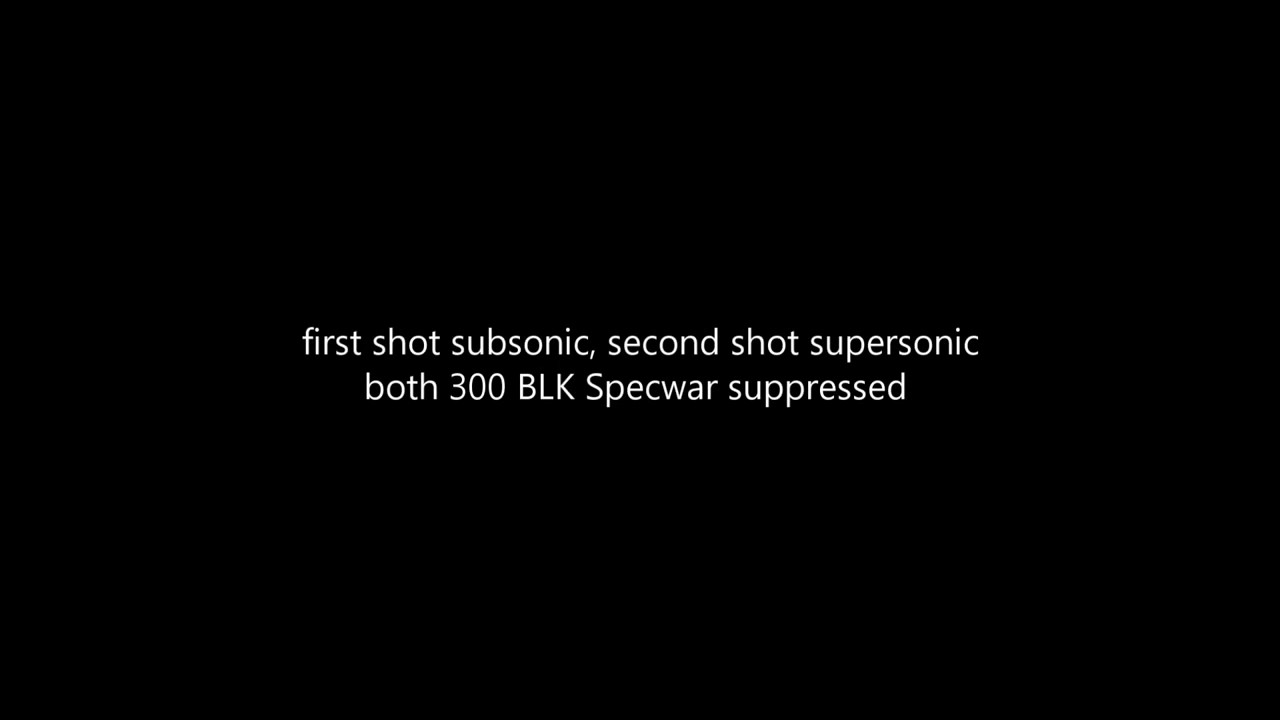 first shot subsonic, second shot supersonic
both 300 BLK Specwar suppressed